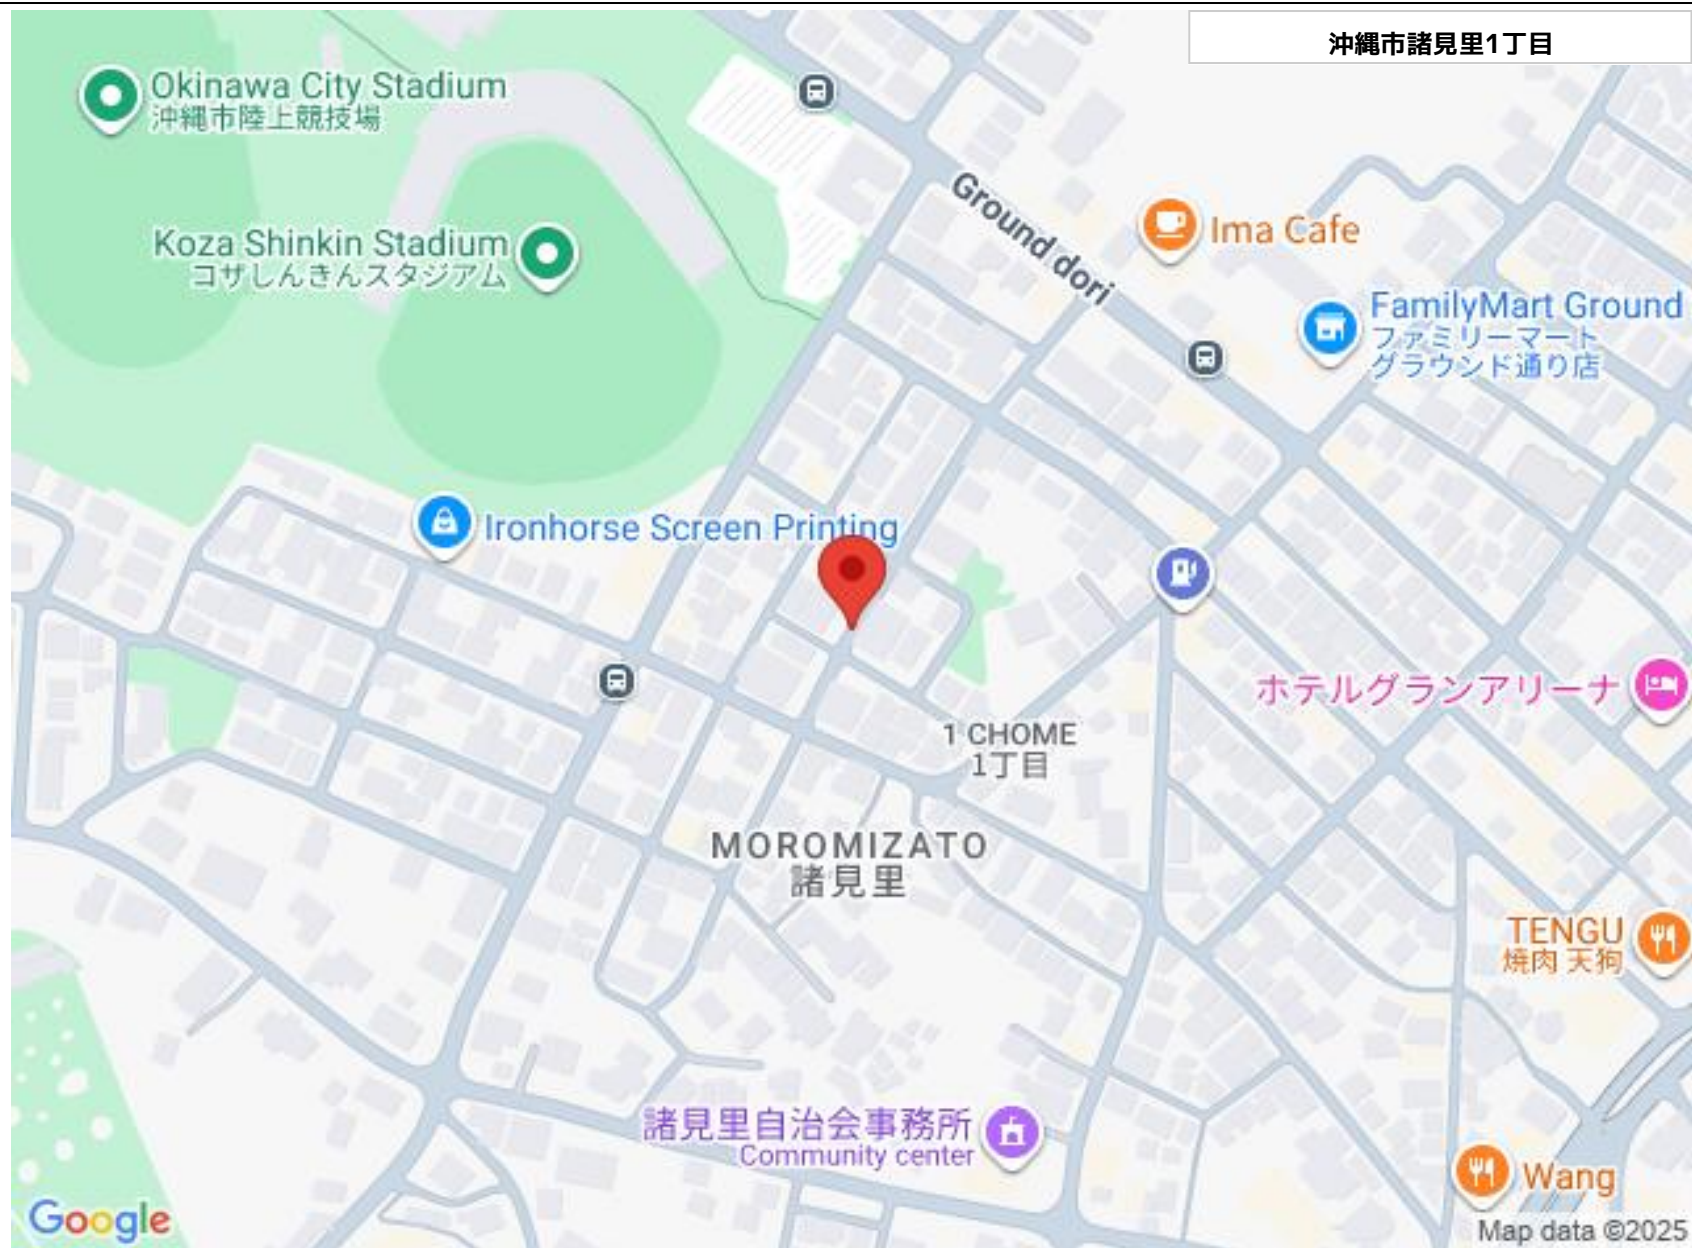 沖縄市諸見里1丁目
Okinawa City Stadium
沖縄市陸上競技場
Ground dori
Koza Shinkin Stadium
コザしんきんスタジアム
Ima Cafe
FamilyMart Ground
ファミリーマート
グラウンド通り店
Ironhorse Screen Printing
ホテルグランアリーナ
1 CHOME
1丁目
MOROMIZATO
諸見里
TENGU
焼肉 天狗
諸見里自治会事務所
Community center
Wang
Google
Map data ©2025